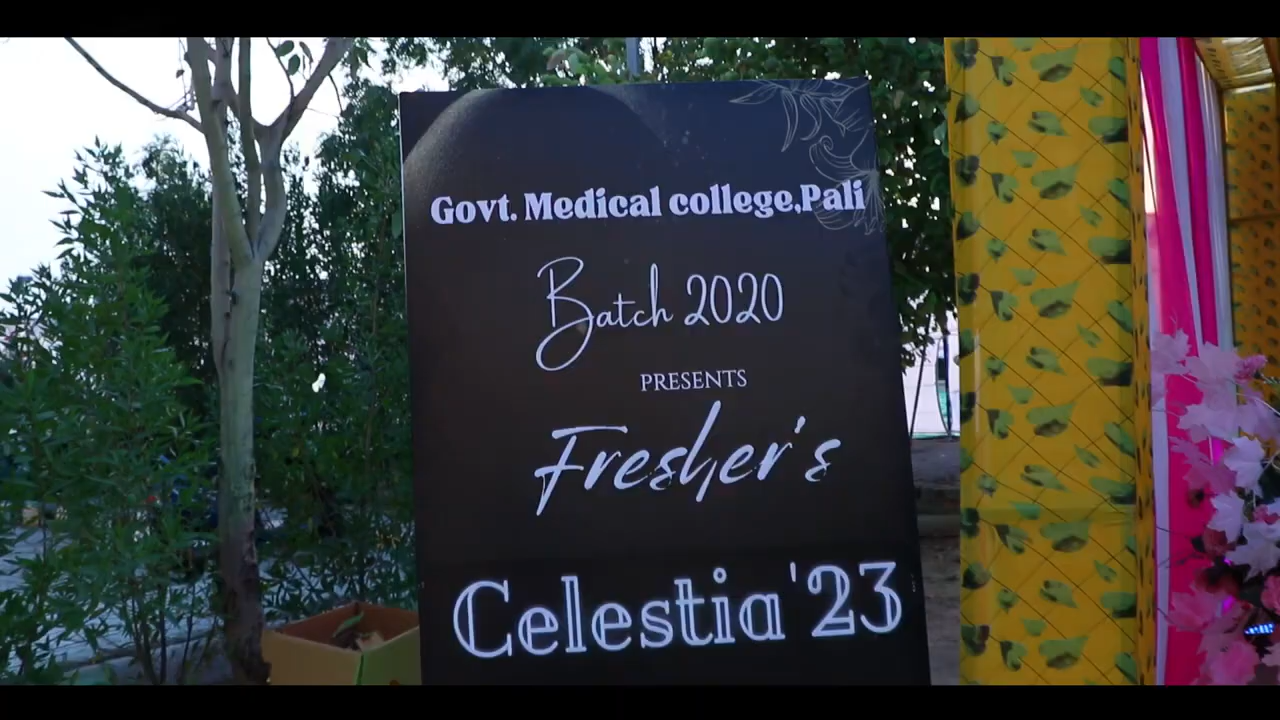 Govt. Medical college,Pali
Batch 2020
PRESENTS
Fresher's
Celestia'23